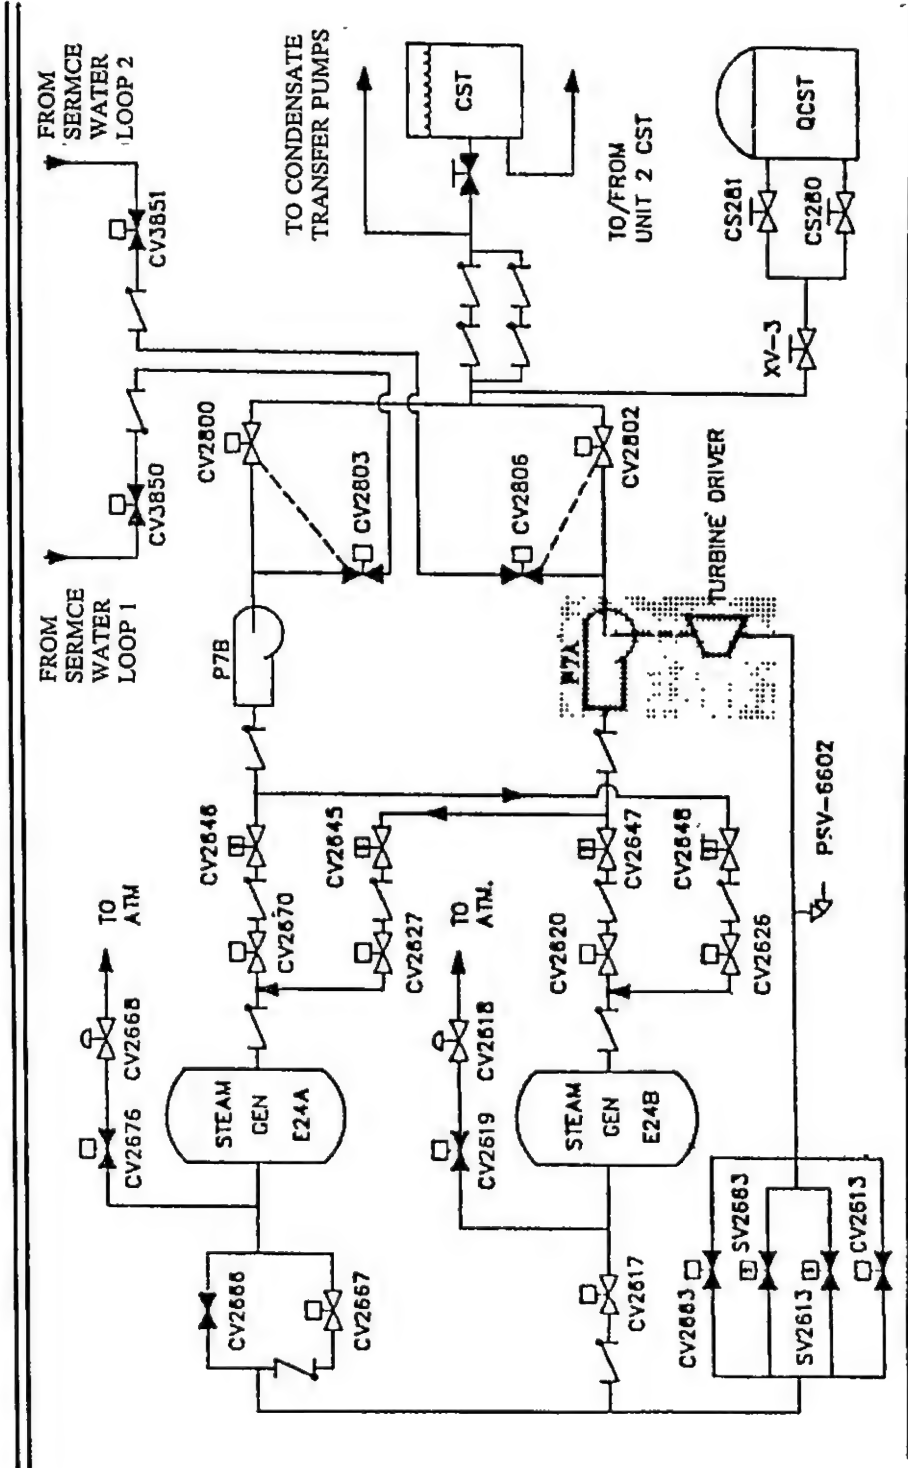 FROM
SERMCE
WATER
LOOP 2
CV3851
FROM
SERMCE
WATER
LOOP 1
CV3850
TO CONDENSATE
TRANSFER PUMPS
CST
TO/FROM
UNIT 2 CST
QCST
CS281
CS280
XV-3
CV2800
CV2803
CV2806
CV2802
P7B
P7A
TURBINE DRIVER
PSV-6602
CV2646
CV2645
CV2647
CV2648
CV2670
CV2627
CV2620
CV2626
TO
ATM
CV2668
CV2676
TO
ATM.
CV2618
CV2619
STEAM
GEN
E24A
STEAM
GEN
E24B
CV2666
CV2667
CV2617
CV2663
SV2663
SV2613
CV2613